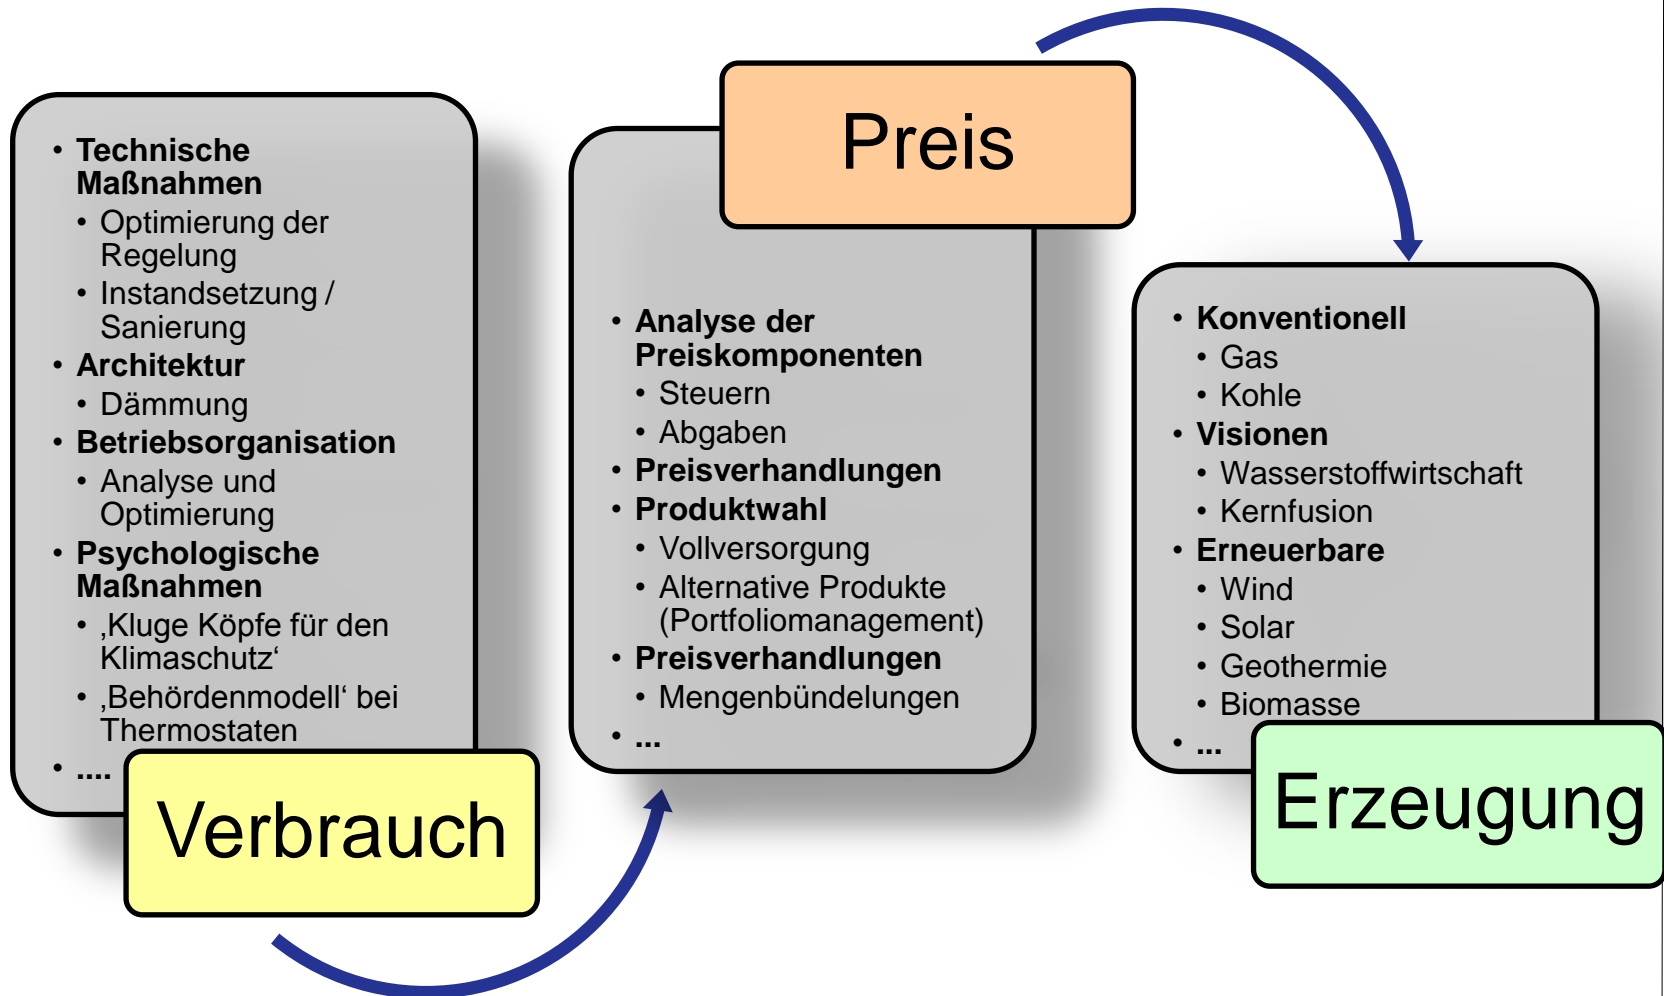 • Technische
Maßnahmen
• Optimierung der
Regelung
• Instandsetzung /
Sanierung
• Architektur
• Dämmung
• Betriebsorganisation
• Analyse und
Optimierung
• Psychologische
Maßnahmen
• ‚Kluge Köpfe für den
Klimaschutz‘
• ‚Behördenmodell‘ bei
Thermostaten
• ....
Verbrauch
Preis
• Analyse der
Preiskomponenten
• Steuern
• Abgaben
• Preisverhandlungen
• Produktwahl
• Vollversorgung
• Alternative Produkte
(Portfoliomanagement)
• Preisverhandlungen
• Mengenbündelungen
• ...
• Konventionell
• Gas
• Kohle
• Visionen
• Wasserstoffwirtschaft
• Kernfusion
• Erneuerbare
• Wind
• Solar
• Geothermie
• Biomasse
• ...
Erzeugung